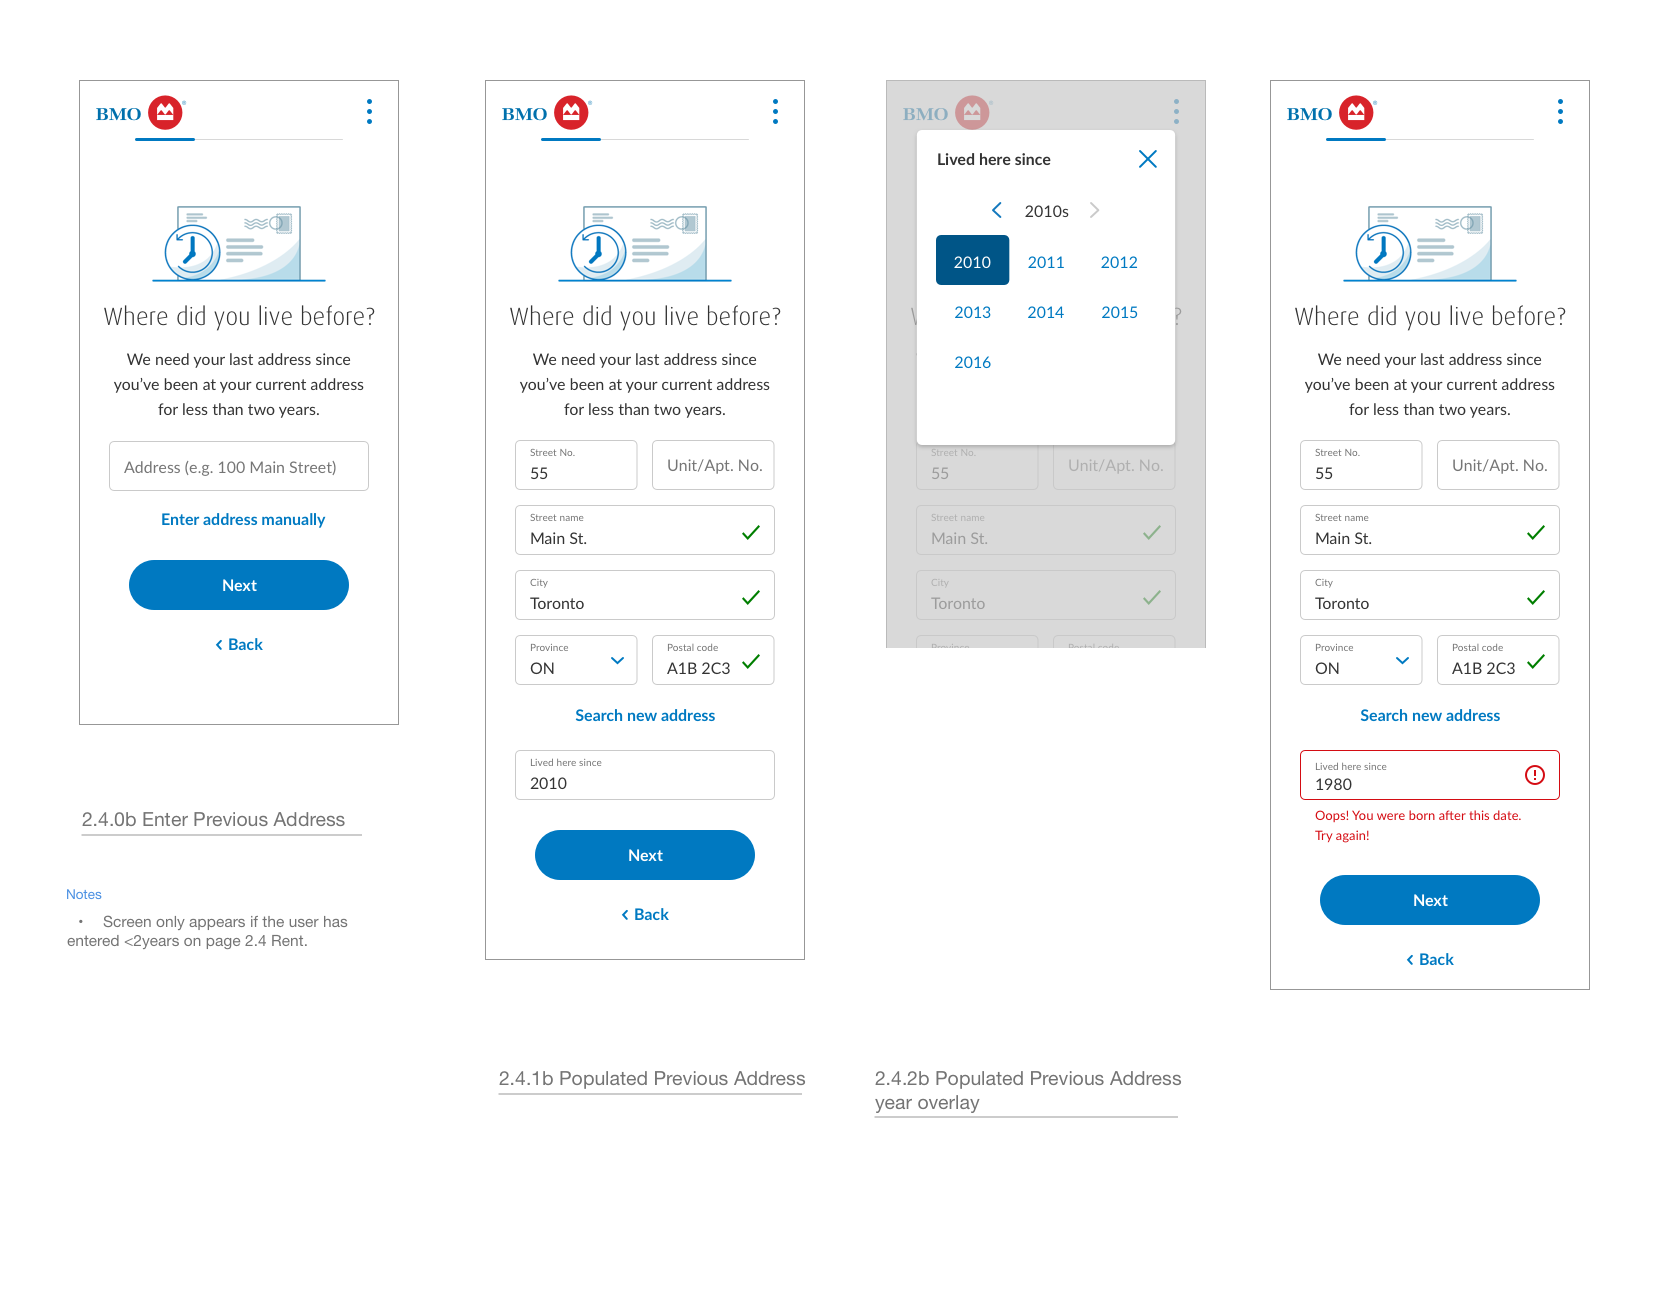 BMO
Where did you live before?
We need your last address since
you've been at your current address
for less than two years.
Address (e.g. 100 Main Street)
Enter address manually
Next
Back
2.4.0b Enter Previous Address
Notes
• Screen only appears if the user has
entered <2years on page 2.4 Rent.
BMO
Where did you live before?
We need your last address since
you've been at your current address
for less than two years.
Street No.
55
Unit/Apt. No.
Street name
Main St.
City
Toronto
Province
ON
Postal code
A1B 2C3
Search new address
Lived here since
2010
Next
Back
2.4.1b Populated Previous Address
BMO
Lived here since
2010s
2010 2011 2012
2013 2014 2015
2016
?
Street No.
55
Unit/Apt. No.
Street name
Main St.
City
Toronto
Province
Postal code
2.4.2b Populated Previous Address
year overlay
BMO
Where did you live before?
We need your last address since
you've been at your current address
for less than two years.
Street No.
55
Unit/Apt. No.
Street name
Main St.
City
Toronto
Province
ON
Postal code
A1B 2C3
Search new address
Lived here since
1980
Oops! You were born after this date.
Try again!
Next
Back